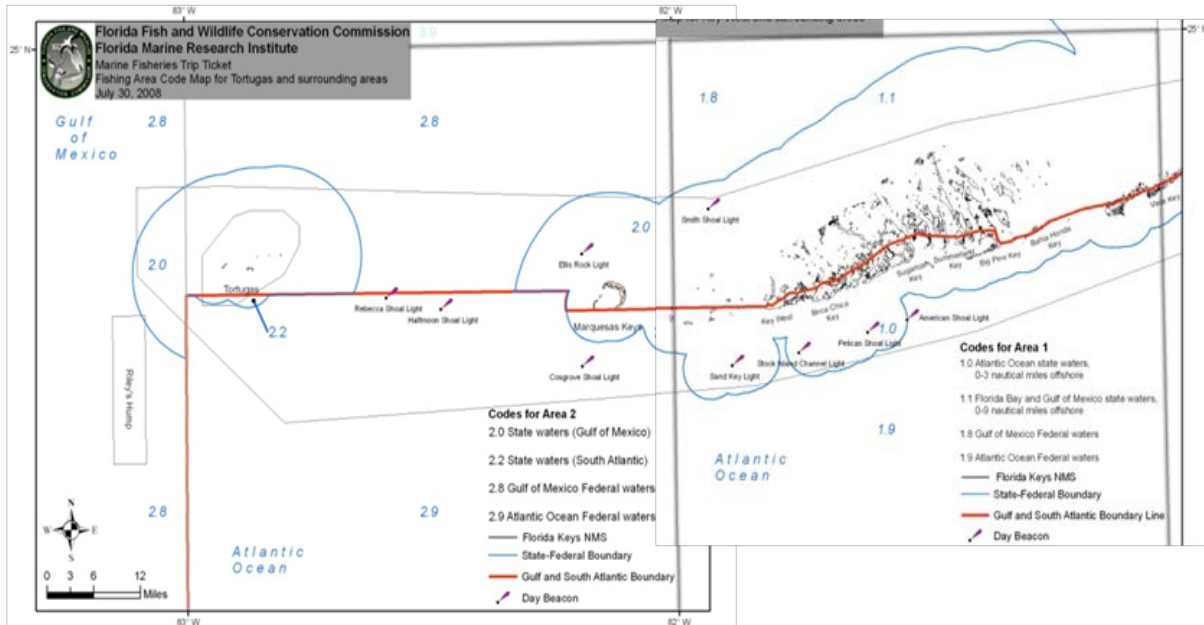 83° W
82° W
25° N
25° N
Florida Fish and Wildlife Conservation Commission
Florida Marine Research Institute
Marine Fisheries Trip Ticket
Fishing Area Code Map for Tortugas and surrounding areas
July 30, 2008
3.9
Gulf
of
Mexico
2.8
2.8
1.8
1.1
2.0
2.0
Smith Shoal Light
Ellis Rock Light
Tortugas
2.2
Rebecca Shoal Light
Halfmoon Shoal Light
Marquesas Keys
Cosgrove Shoal Light
Key West
Boca Chica
Key
Sugarloaf
Key
Summerland
Key
Big Pine Key
Bahia Honda
Key
Vaca Key
American Shoal Light
1.0
Pelican Shoal Light
Stock Island Channel Light
Sand Key Light
Riley's Hump
Codes for Area 2
2.0 State waters (Gulf of Mexico)
2.2 State waters (South Atlantic)
2.8 Gulf of Mexico Federal waters
2.9 Atlantic Ocean Federal waters
Florida Keys NMS
State-Federal Boundary
Gulf and South Atlantic Boundary
Day Beacon
Codes for Area 1
1.0 Atlantic Ocean state waters,
0-3 nautical miles offshore
1.1 Florida Bay and Gulf of Mexico state waters,
0-9 nautical miles offshore
1.8 Gulf of Mexico Federal waters
1.9 Atlantic Ocean Federal waters
Florida Keys NMS
State-Federal Boundary
Gulf and South Atlantic Boundary Line
Day Beacon
1.9
Atlantic
Ocean
2.8
2.9
Atlantic
Ocean
N
W
E
S
0 3 6 12
Miles
83° W
82° W